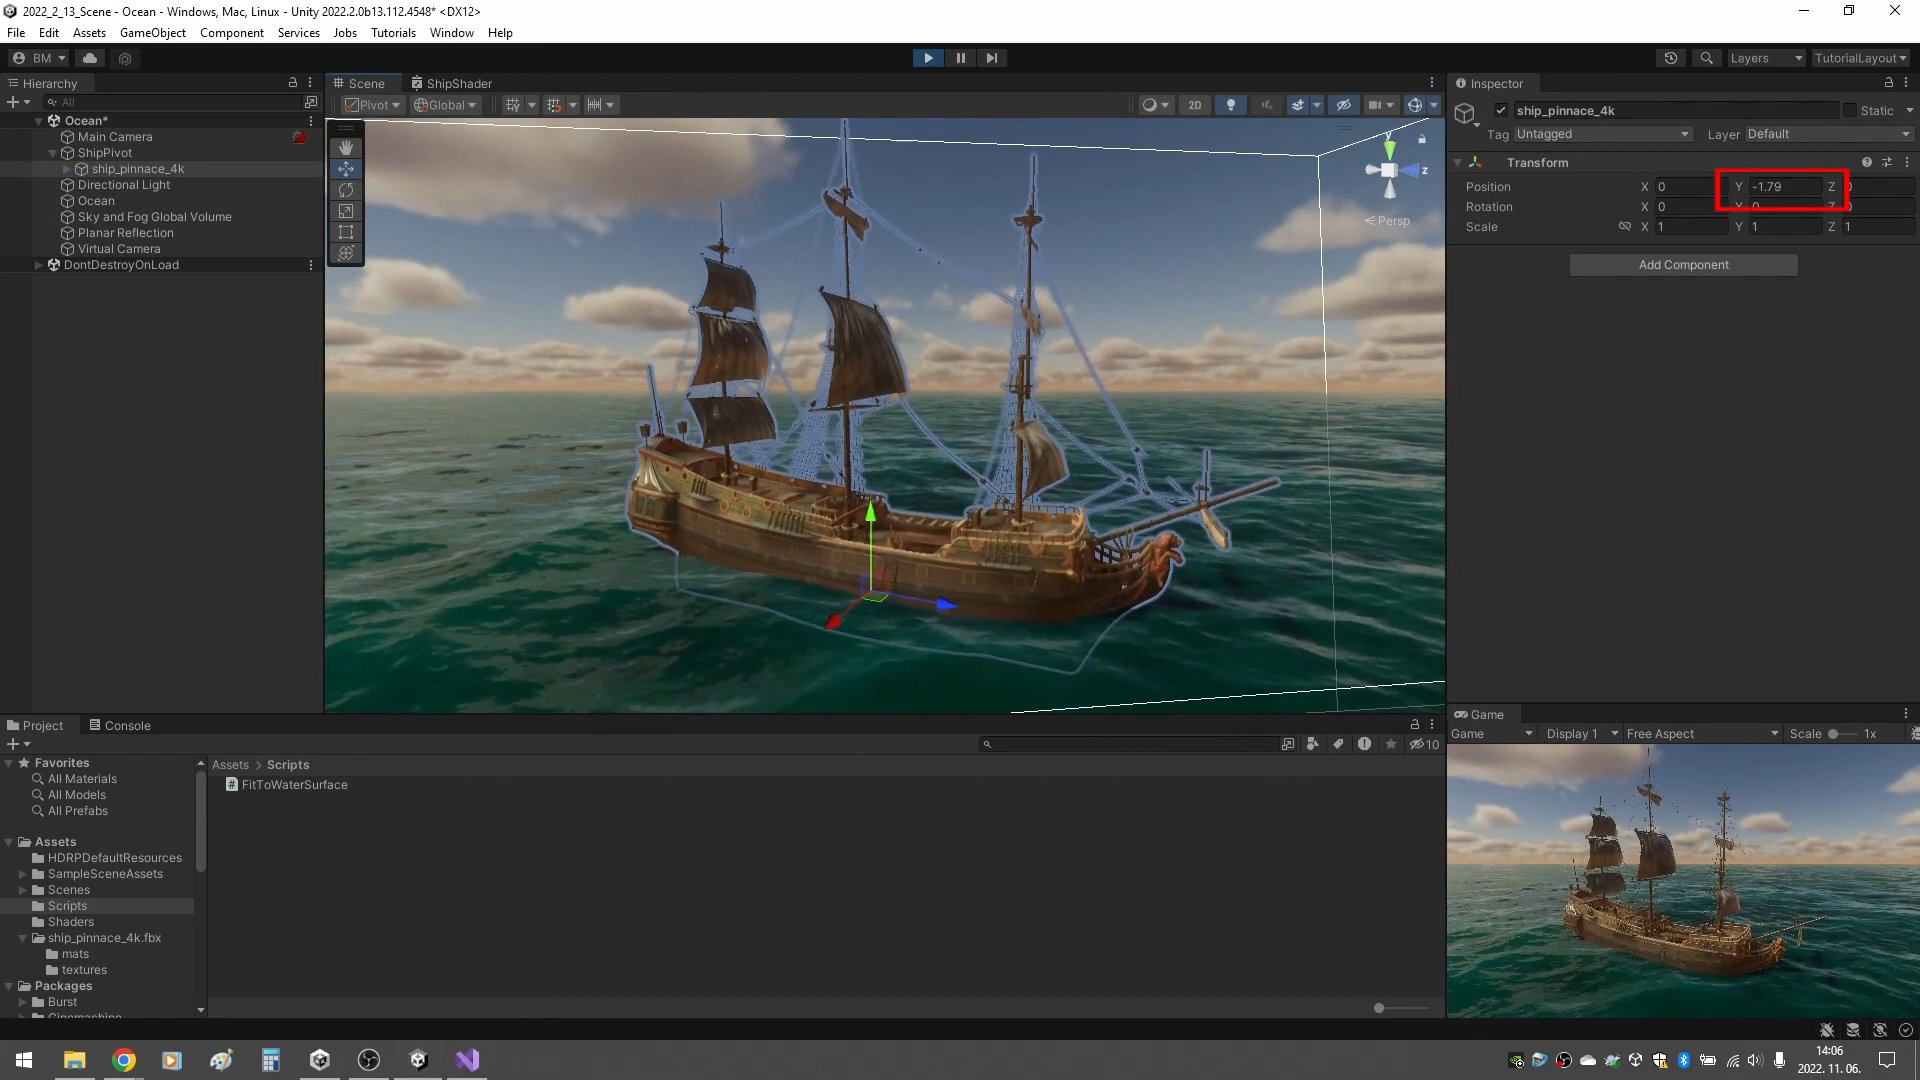 2022_2_13_Scene - Ocean - Windows, Mac, Linux - Unity 2022.2.0b13.112.4548* <DX12>
File Edit Assets GameObject Component Services Jobs Tutorials Window Help
BM
Layers
TutorialLayout
Hierarchy
All
Ocean*
Main Camera
ShipPivot
ship_pinnace_4k
Directional Light
Ocean
Sky and Fog Global Volume
Planar Reflection
Virtual Camera
DontDestroyOnLoad
Scene
ShipShader
Pivot
Global
2D
y
z
Persp
Inspector
ship_pinnace_4k
Static
Tag Untagged
Layer Default
Transform
Position X 0 Y -1.79 Z 0
Rotation X 0 Y 0 Z 0
Scale X 1 Y 1 Z 1
Add Component
Project
Console
10
Favorites
All Materials
All Models
All Prefabs
Assets
HDRPDefaultResources
SampleSceneAssets
Scenes
Scripts
Shaders
ship_pinnace_4k.fbx
mats
textures
Packages
Burst
Cinemachine
Assets > Scripts
FitToWaterSurface
Game
Game Display 1 Free Aspect Scale 1x
14:06
2022. 11. 06.